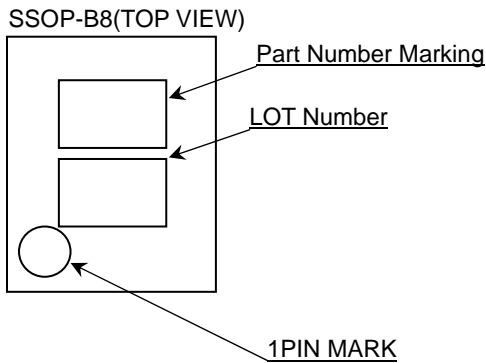 SSOP-B8(TOP VIEW)
Part Number Marking
LOT Number
1PIN MARK